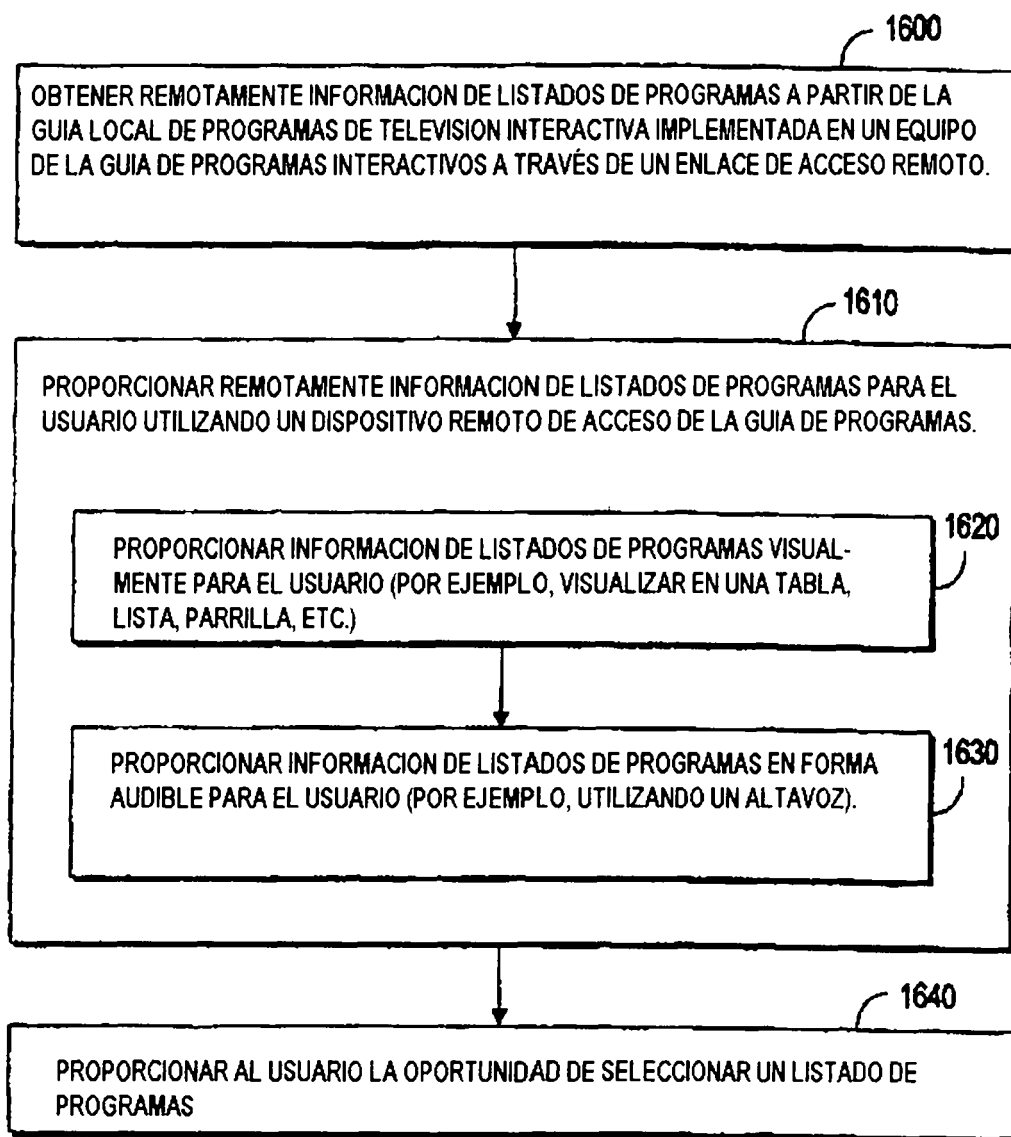 1600
OBTENER REMOTAMENTE INFORMACION DE LISTADOS DE PROGRAMAS A PARTIR DE LA
GUIA LOCAL DE PROGRAMAS DE TELEVISION INTERACTIVA IMPLEMENTADA EN UN EQUIPO
DE LA GUIA DE PROGRAMAS INTERACTIVOS A TRAVÉS DE UN ENLACE DE ACCESO REMOTO.
1610
PROPORCIONAR REMOTAMENTE INFORMACION DE LISTADOS DE PROGRAMAS PARA EL
USUARIO UTILIZANDO UN DISPOSITIVO REMOTO DE ACCESO DE LA GUIA DE PROGRAMAS.
1620
PROPORCIONAR INFORMACION DE LISTADOS DE PROGRAMAS VISUAL-
MENTE PARA EL USUARIO (POR EJEMPLO, VISUALIZAR EN UNA TABLA,
LISTA, PARRILLA, ETC.)
1630
PROPORCIONAR INFORMACION DE LISTADOS DE PROGRAMAS EN FORMA
AUDIBLE PARA EL USUARIO (POR EJEMPLO, UTILIZANDO UN ALTAVOZ).
1640
PROPORCIONAR AL USUARIO LA OPORTUNIDAD DE SELECCIONAR UN LISTADO DE
PROGRAMAS